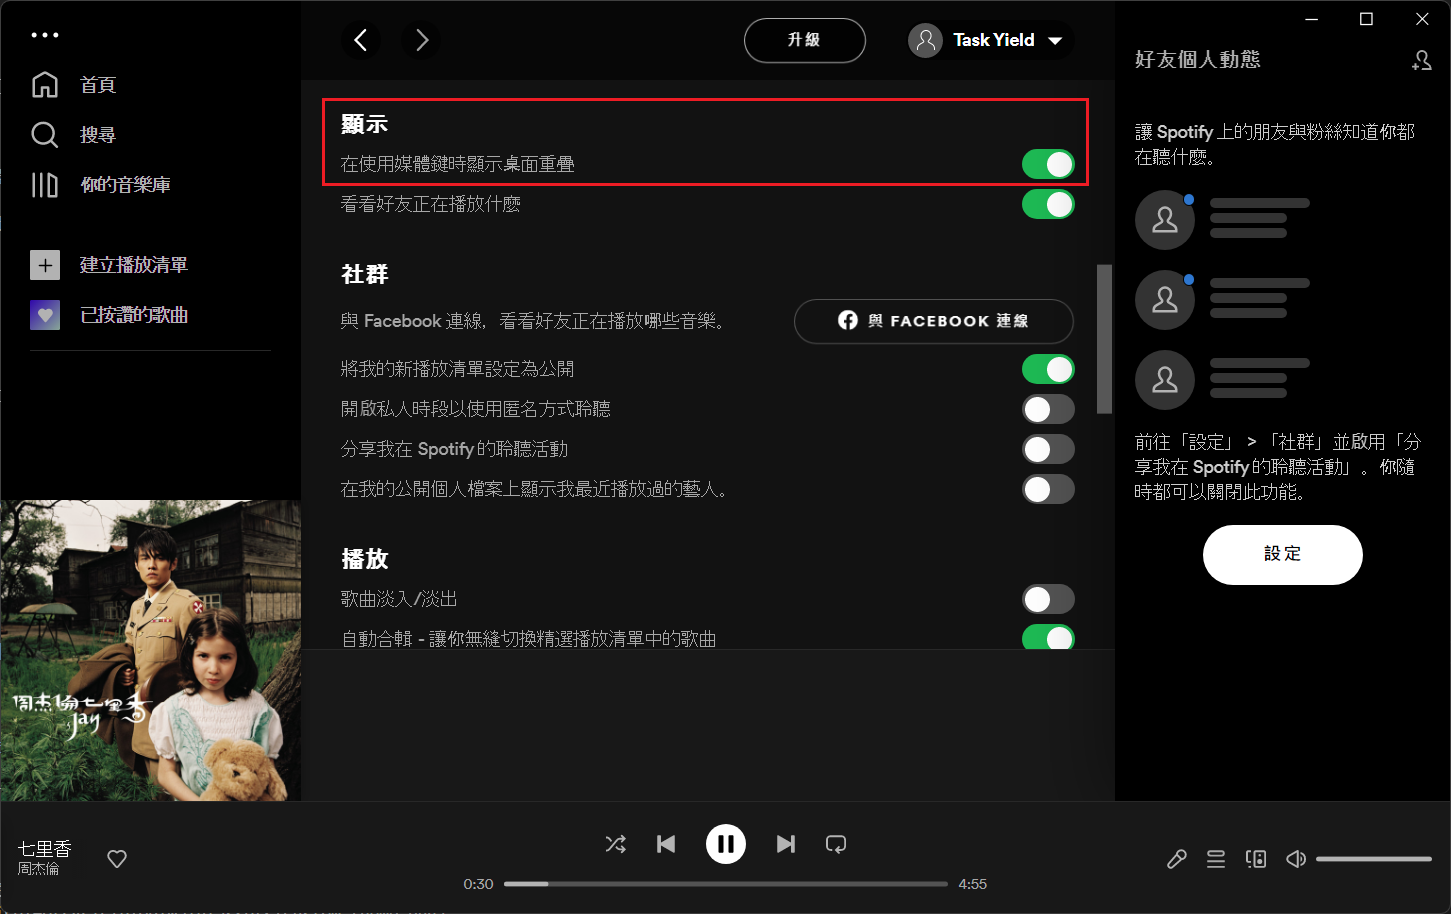 首頁
搜尋
你的音樂庫
建立播放清單
已按讚的歌曲
周杰倫七里香
Jay
升級
Task Yield
顯示
在使用媒體鍵時顯示桌面重疊
看看好友正在播放什麼
社群
與 Facebook 連線，看看好友正在播放哪些音樂。
與 FACEBOOK 連線
將我的新播放清單設定為公開
開啟私人時段以使用匿名方式聆聽
分享我在 Spotify 的聆聽活動
在我的公開個人檔案上顯示我最近播放過的藝人。
播放
歌曲淡入/淡出
自動合輯 - 讓你無縫切換精選播放清單中的歌曲
好友個人動態
讓 Spotify 上的朋友與粉絲知道你都
在聽什麼。
前往「設定」 > 「社群」並啟用「分
享我在 Spotify 的聆聽活動」。你隨
時都可以關閉此功能。
設定
七里香
周杰倫
0:30
4:55